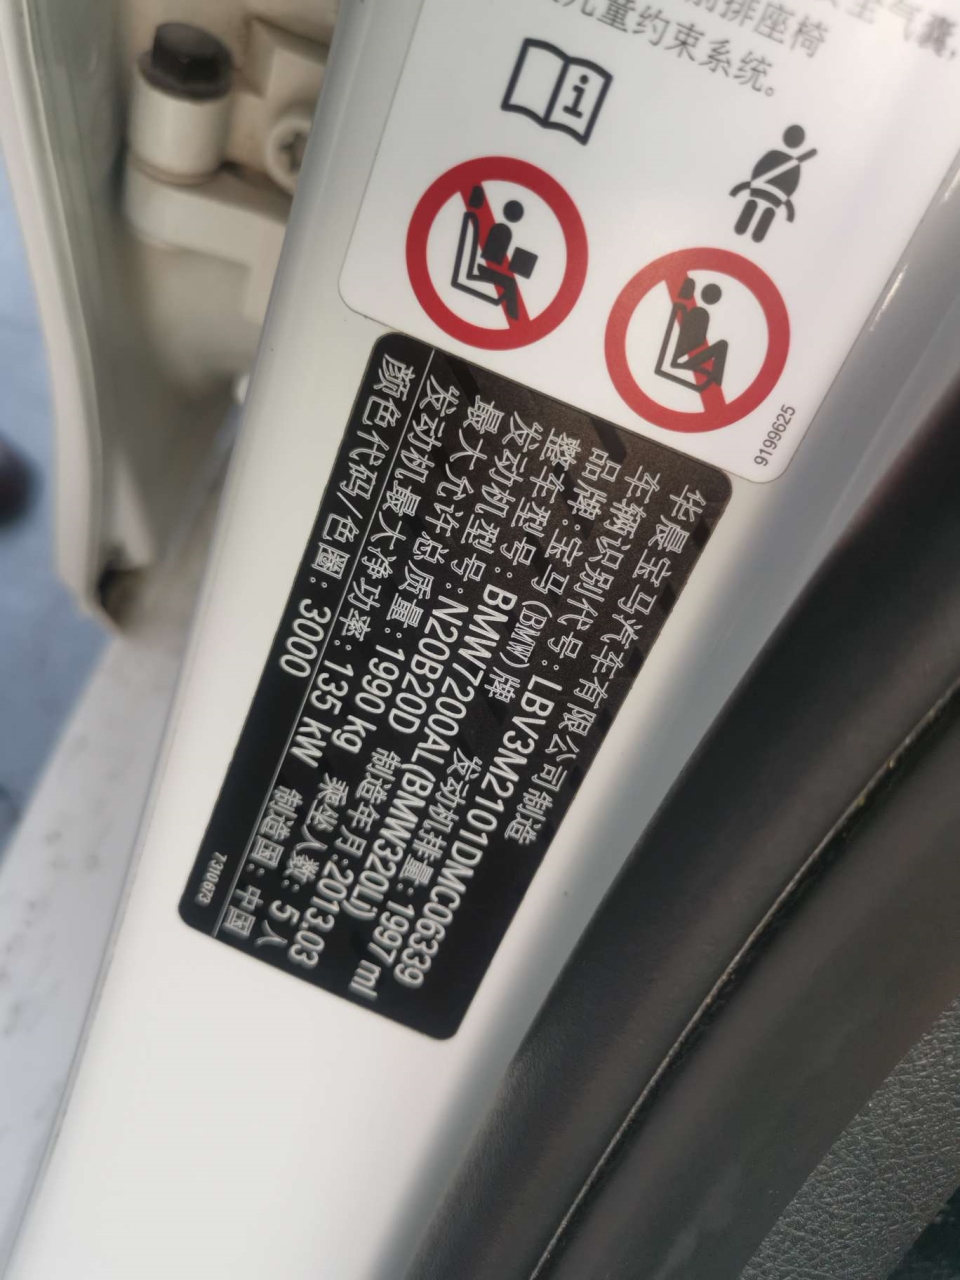 排座椅
儿童约束系统。
9199625
华晨宝马汽车有限公司制造
车辆识别代号: LBV3M2101DMC06339
品牌: 宝马 (BMW) 牌 发动机排量: 1997 ml
整车型号: BMW7200AL(BMW320Li)
发动机型号: N20B20D 制造年月: 2013.03
最大允许总质量: 1990 kg 乘坐人数: 5 人
发动机最大净功率: 135 kW 制造国: 中国
颜色代码/色圈: 3000
7310673